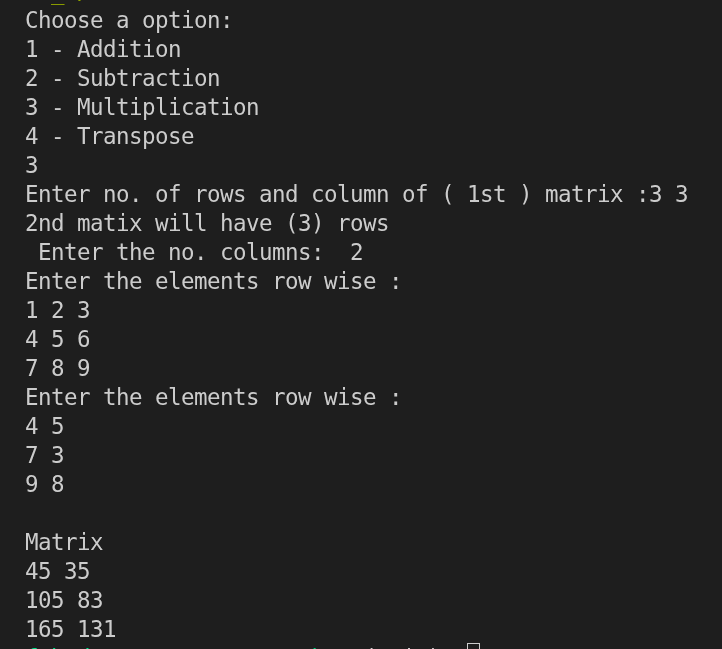 Choose a option:
1 - Addition
2 - Subtraction
3 - Multiplication
4 - Transpose
3
Enter no. of rows and column of ( 1st ) matrix :3 3
2nd matix will have (3) rows
 Enter the no. columns:  2
Enter the elements row wise :
1 2 3
4 5 6
7 8 9
Enter the elements row wise :
4 5
7 3
9 8

Matrix
45 35
105 83
165 131